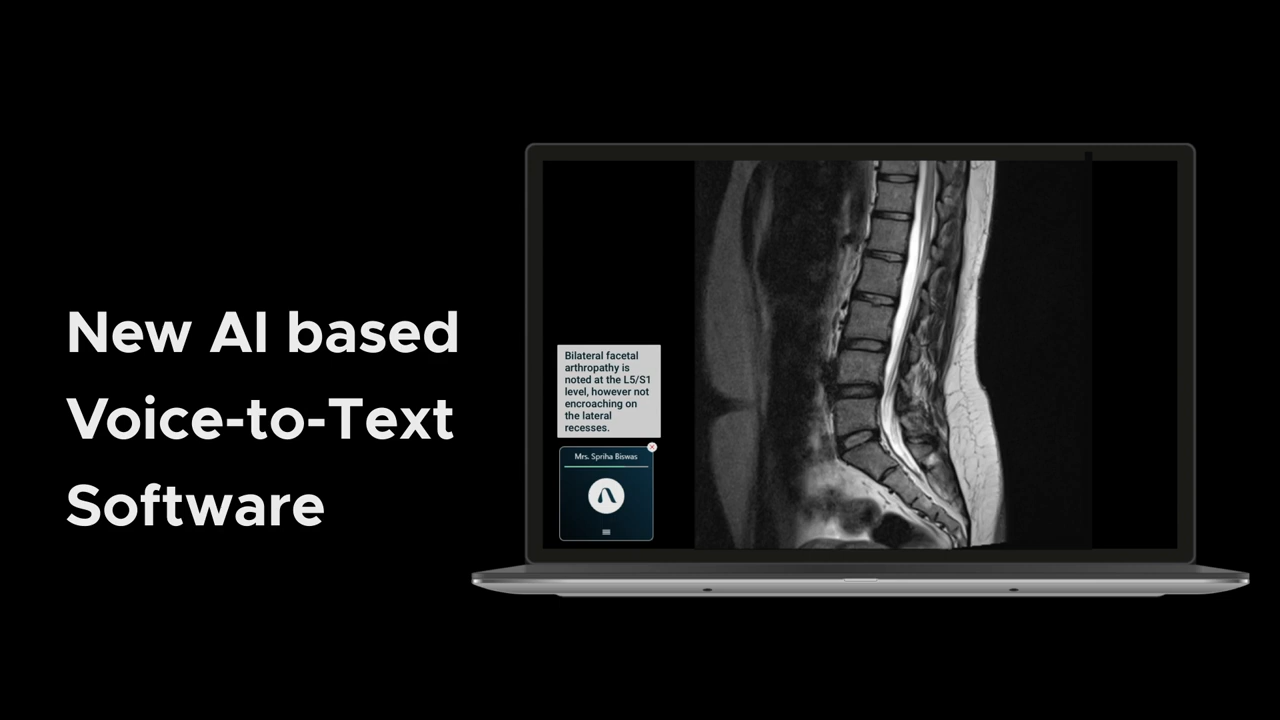 New AI based
Voice-to-Text
Software
Bilateral facetal
arthropathy is
noted at the L5/S1
level, however not
encroaching on
the lateral
recesses.
Mrs. Spriha Biswas